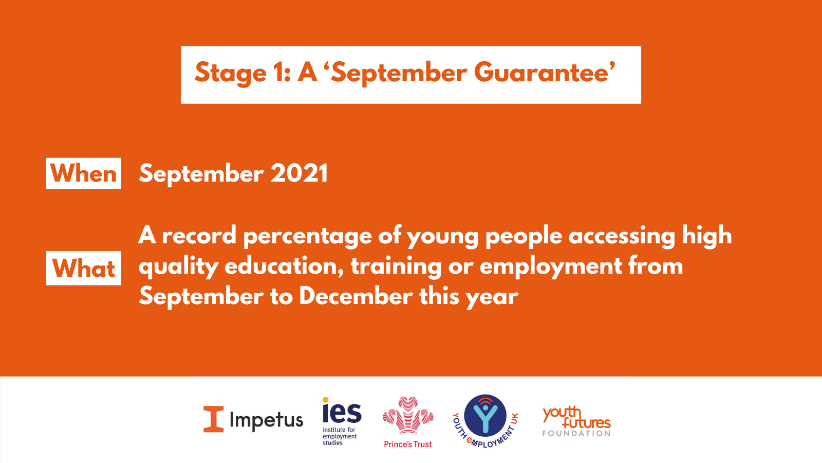 Stage 1: A ‘September Guarantee’
When
September 2021
What
A record percentage of young people accessing high
quality education, training or employment from
September to December this year
Impetus
ies
institute for
employment
studies
Prince's Trust
YOUTH EMPLOYMENT UK
youth
futures
FOUNDATION